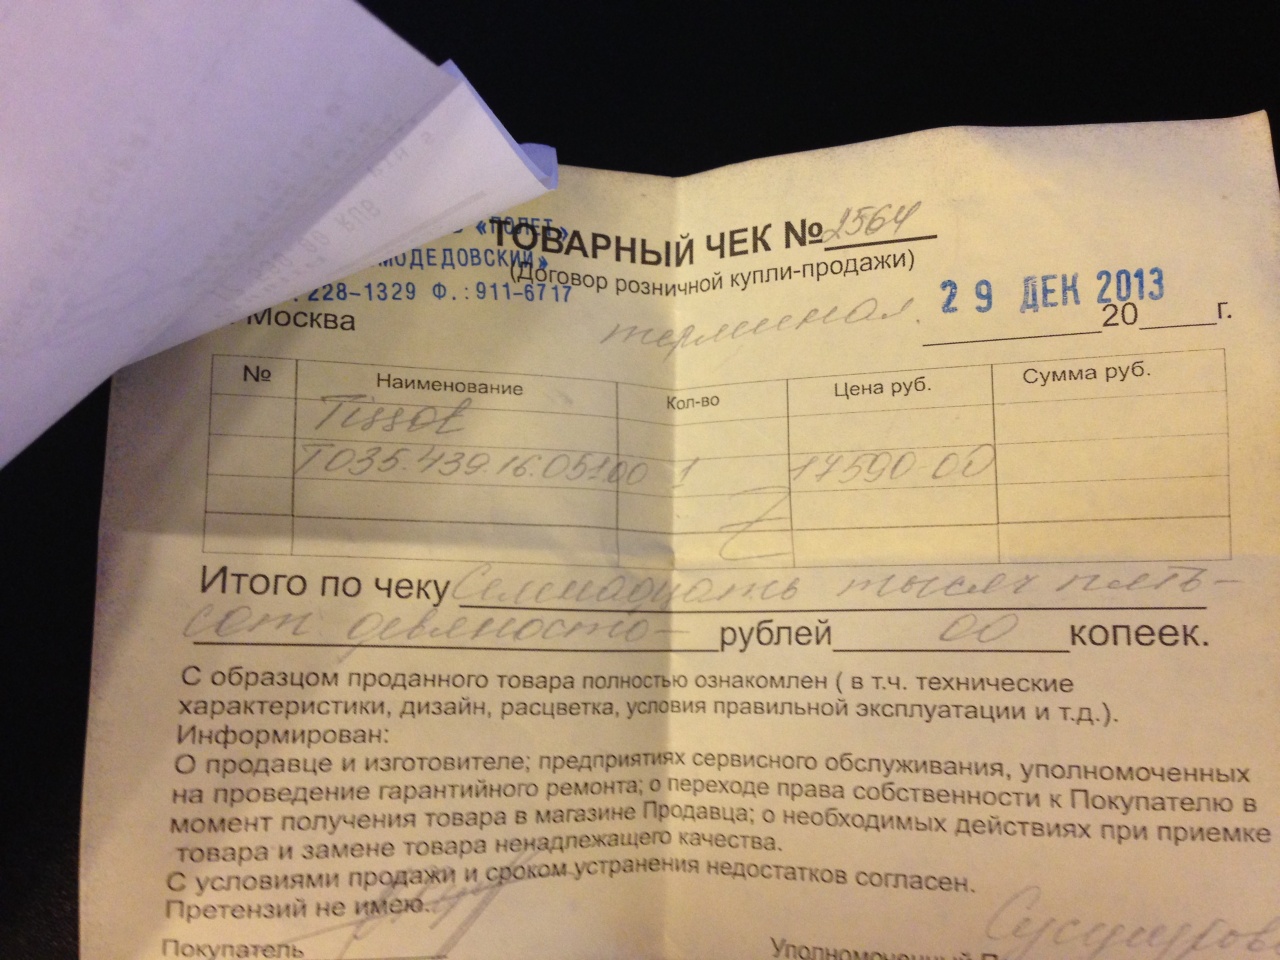 «ПОЛЕТ»
ТОВАРНЫЙ ЧЕК № 2564
МОДЕДОВСКИЙ»
(Договор розничной купли-продажи)
228-1329 Ф.:911-6717
Москва
терминал.
29 ДЕК 2013
20 г.
№ Наименование Кол-во Цена руб. Сумма руб.
Tissot
T035.439.16.051.00 1 17590-00
Итого по чеку Семнадцать тысяч пять-
сот девяносто рублей 00 копеек.
С образцом проданного товара полностью ознакомлен ( в т.ч. технические
характеристики, дизайн, расцветка, условия правильной эксплуатации и т.д.).
Информирован:
О продавце и изготовителе; предприятиях сервисного обслуживания, уполномоченных
на проведение гарантийного ремонта; о переходе права собственности к Покупателю в
момент получения товара в магазине Продавца; о необходимых действиях при приемке
товара и замене товара ненадлежащего качества.
С условиями продажи и сроком устранения недостатков согласен.
Претензий не имею.
Покупатель Уполномоченный